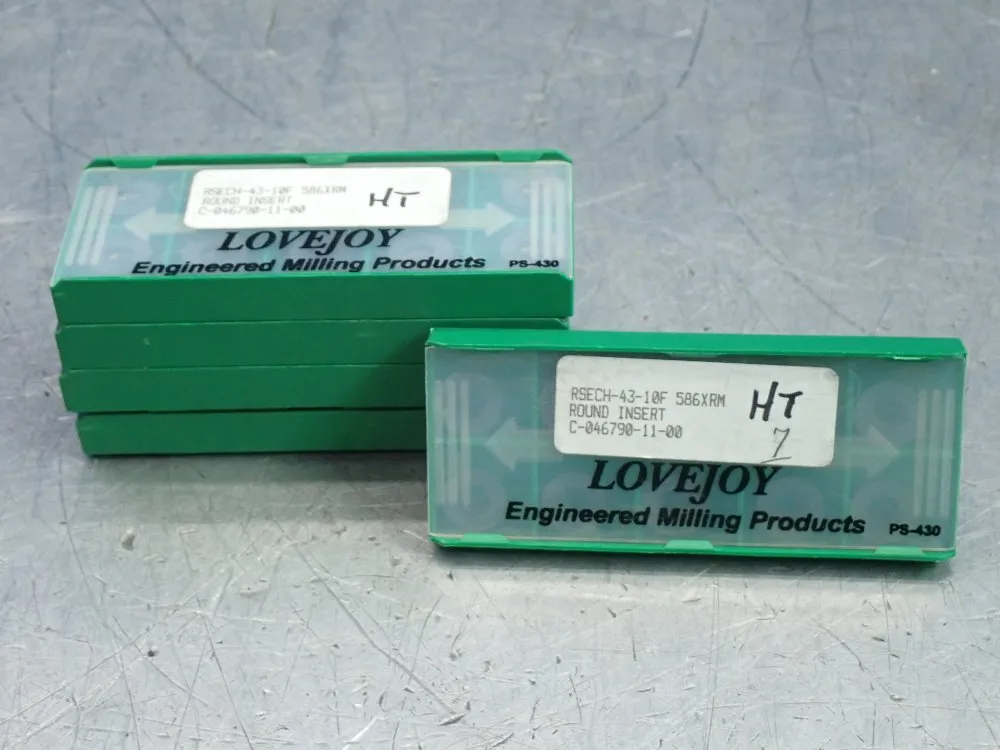 RSECH-43-10F 586XRM
ROUND INSERT
C-046790-11-00
HT
LOVEJOY
Engineered Milling Products PS-430
RSECH-43-10F 586XRM
ROUND INSERT
C-046790-11-00
HT
7
LOVEJOY
Engineered Milling Products PS-430